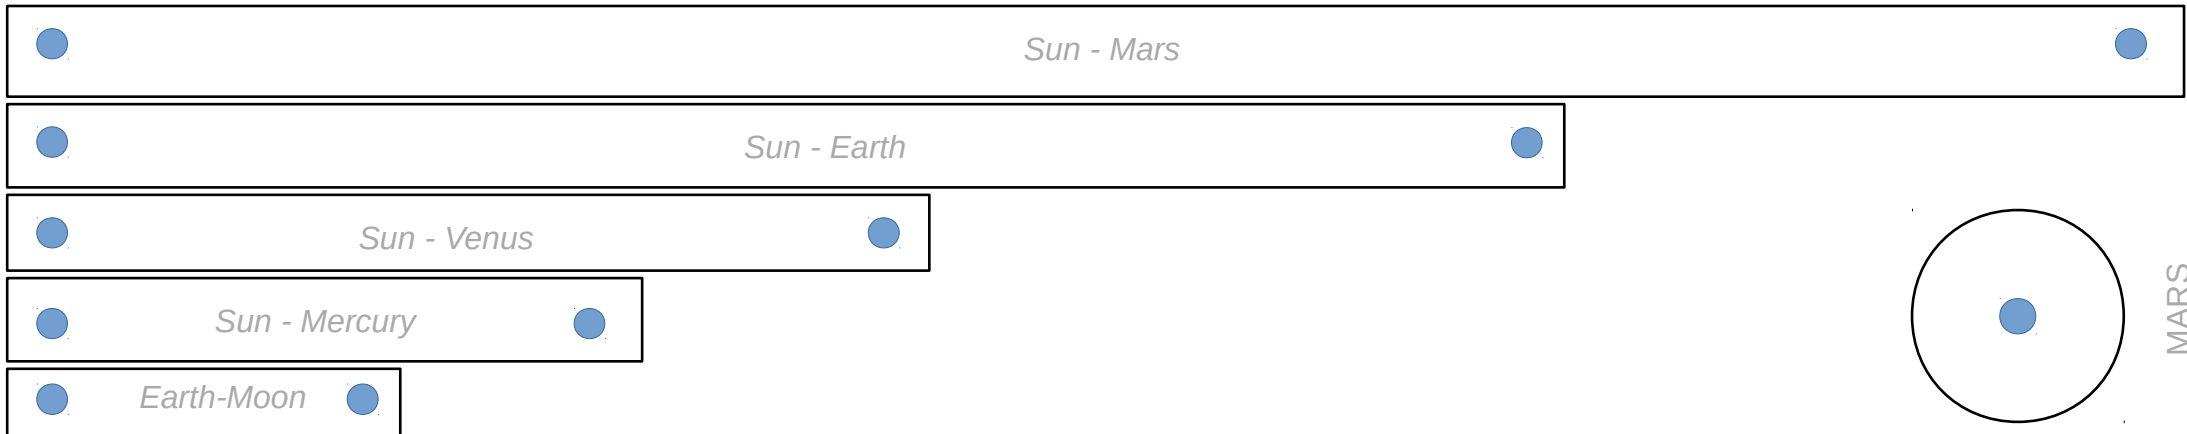 Sun - Mars
Sun - Earth
Sun - Venus
Sun - Mercury
Earth-Moon
MARS